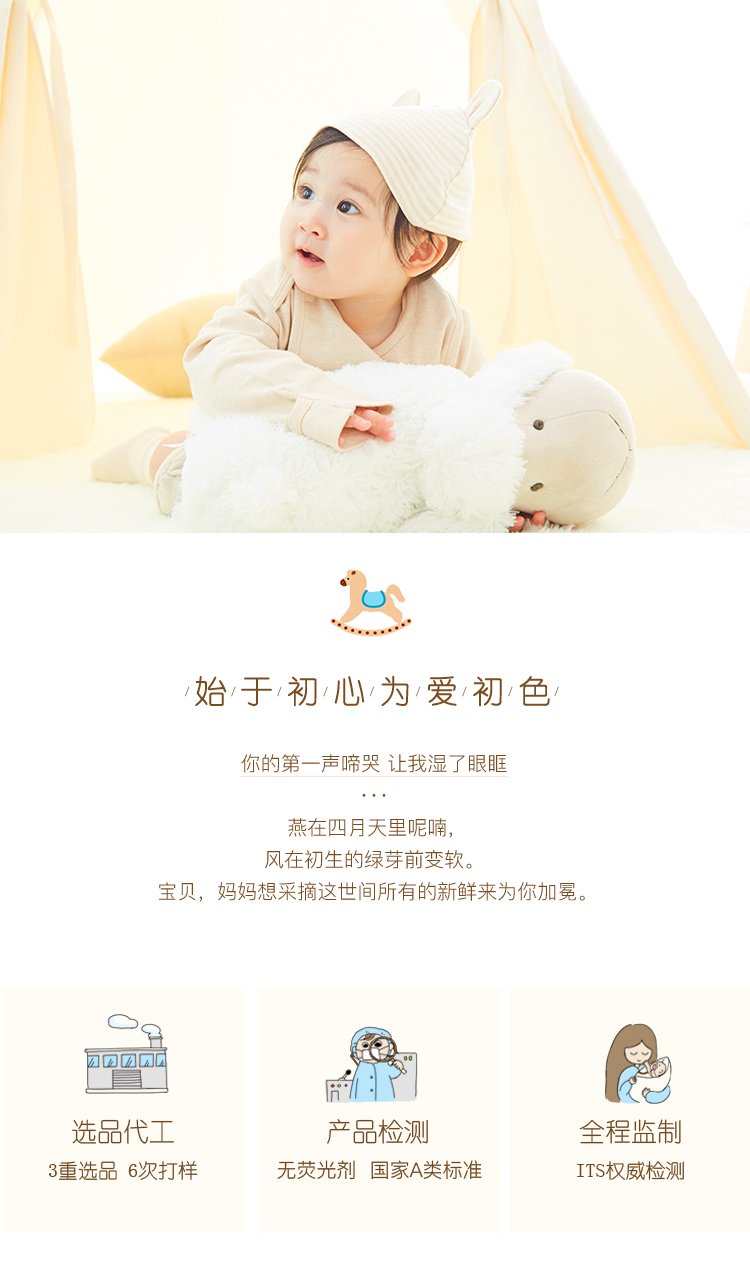 /始/于/初/心/为/爱/初/色/
你的第一声啼哭 让我湿了眼眶
...
燕在四月天里呢喃，
风在初生的绿芽前变软。
宝贝，妈妈想采摘这世间所有的新鲜来为你加冕。
选品代工
3重选品 6次打样
产品检测
无荧光剂 国家A类标准
全程监制
ITS权威检测